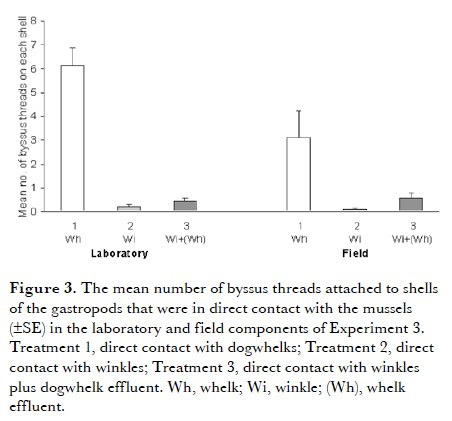 Mean no. of byssus threads on each shell
8
7
6
5
4
3
2
1
0
1 2 3 1 2 3
Wh Wi Wi+(Wh) Wh Wi Wi+(Wh)
Laboratory Field
Figure 3. The mean number of byssus threads attached to shells
of the gastropods that were in direct contact with the mussels
(±SE) in the laboratory and field components of Experiment 3.
Treatment 1, direct contact with dogwhelks; Treatment 2, direct
contact with winkles; Treatment 3, direct contact with winkles
plus dogwhelk effluent. Wh, whelk; Wi, winkle; (Wh), whelk
effluent.